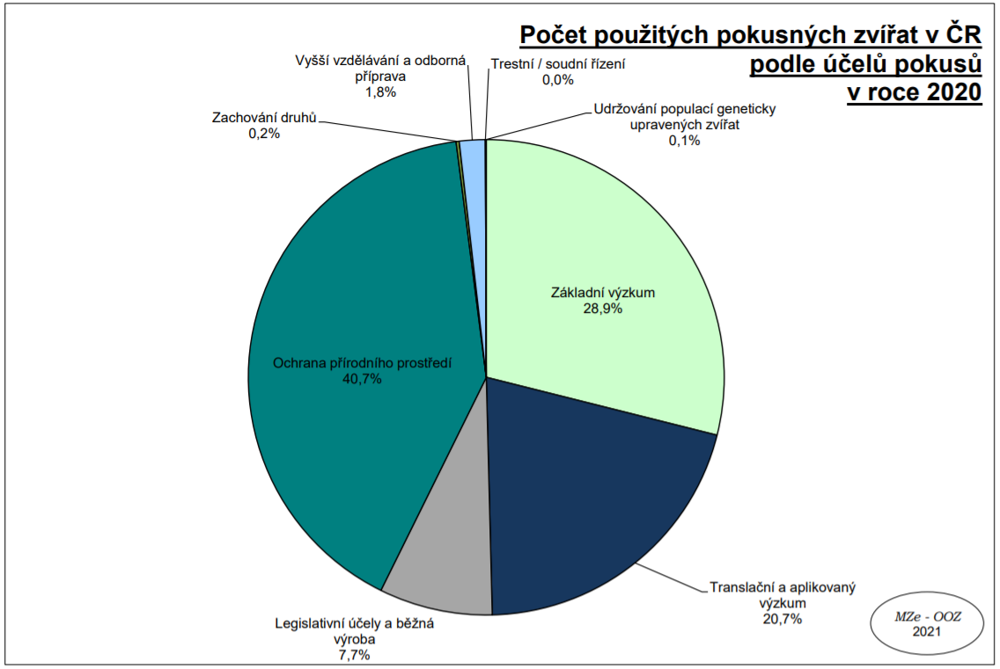 Počet použitých pokusných zvířat v ČR
podle účelů pokusů
v roce 2020
Vyšší vzdělávání a odborná
příprava
1,8%
Trestní / soudní řízení
0,0%
Zachování druhů
0,2%
Udržování populací geneticky
upravených zvířat
0,1%
Základní výzkum
28,9%
Ochrana přírodního prostředí
40,7%
Translační a aplikovaný
výzkum
20,7%
Legislativní účely a běžná
výroba
7,7%
MZe - OOZ
2021